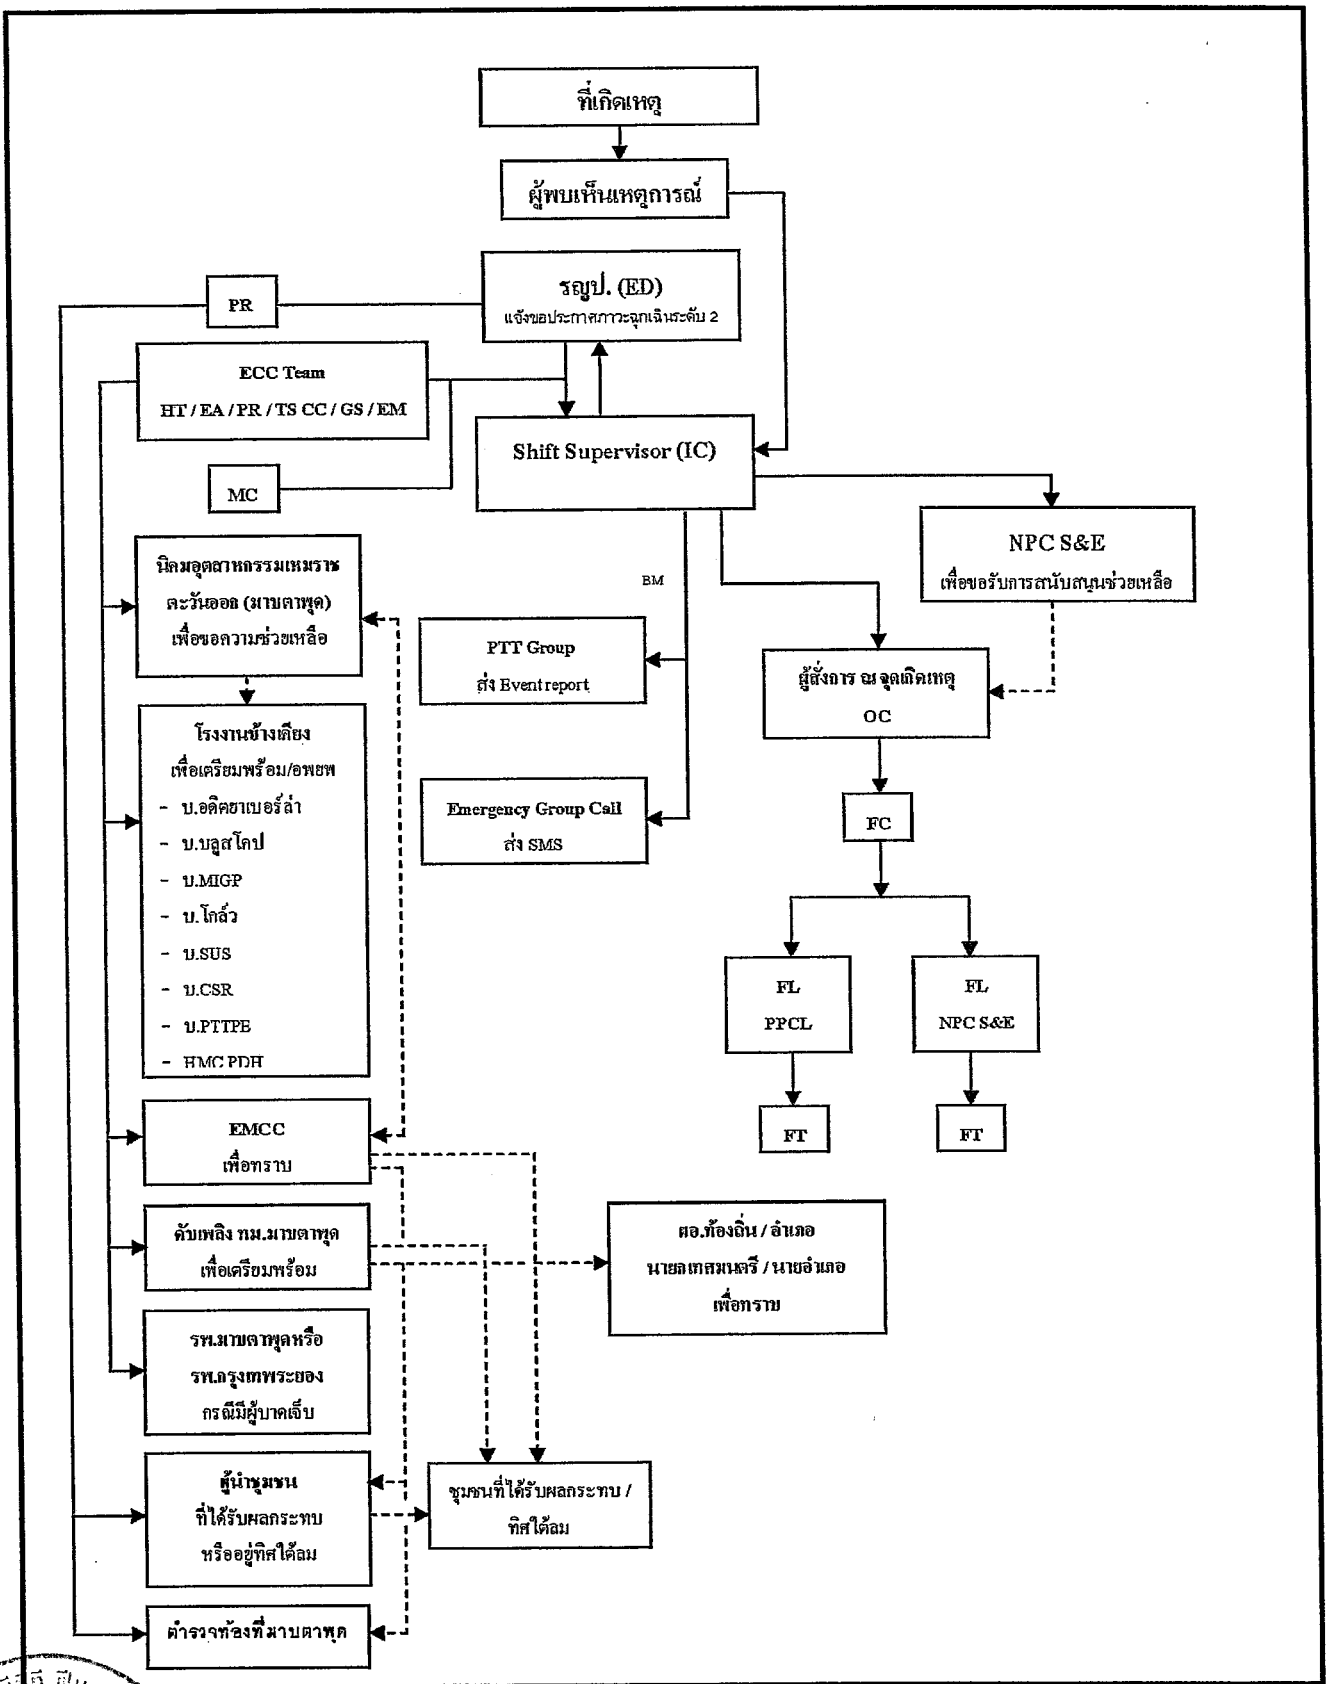 ที่เกิดเหตุ
ผู้พบเห็นเหตุการณ์
รญป. (ED)
แจ้งขอประกาศภาวะฉุกเฉินระดับ 2
PR
ECC Team
HT / EA / PR / TS CC / GS / EM
Shift Supervisor (IC)
MC
NPC S&E
เพื่อขอรับการสนับสนุนช่วยเหลือ
นิคมอุตสาหกรรมเหมราช
ตะวันออก (มาบตาพุด)
เพื่อขอความช่วยเหลือ
BM
PTT Group
ส่ง Event report
ผู้สั่งการ ณ จุดเกิดเหตุ
OC
โรงงานข้างเคียง
เพื่อเตรียมพร้อม/อพยพ
- บ.อดิตยาเบอร์ล่า
- บ.บลูสโคป
- บ.MIGP
- บ.โกล์ว
- บ.SUS
- บ.CSR
- บ.PTTPE
- HMC PDH
Emergency Group Call
ส่ง SMS
FC
FL
PPCL
FL
NPC S&E
FT
FT
EMCC
เพื่อทราบ
ดับเพลิง ทม.มาบตาพุด
เพื่อเตรียมพร้อม
ผอ.ท้องถิ่น / อำเภอ
นายกเทศมนตรี / นายอำเภอ
เพื่อทราบ
รพ.มาบตาพุดหรือ
รพ.กรุงเทพระยอง
กรณีมีผู้บาดเจ็บ
ผู้นำชุมชน
ที่ได้รับผลกระทบ
หรืออยู่ทิศใต้ลม
ชุมชนที่ได้รับผลกระทบ /
ทิศใต้ลม
ตำรวจท้องที่มาบตาพุด